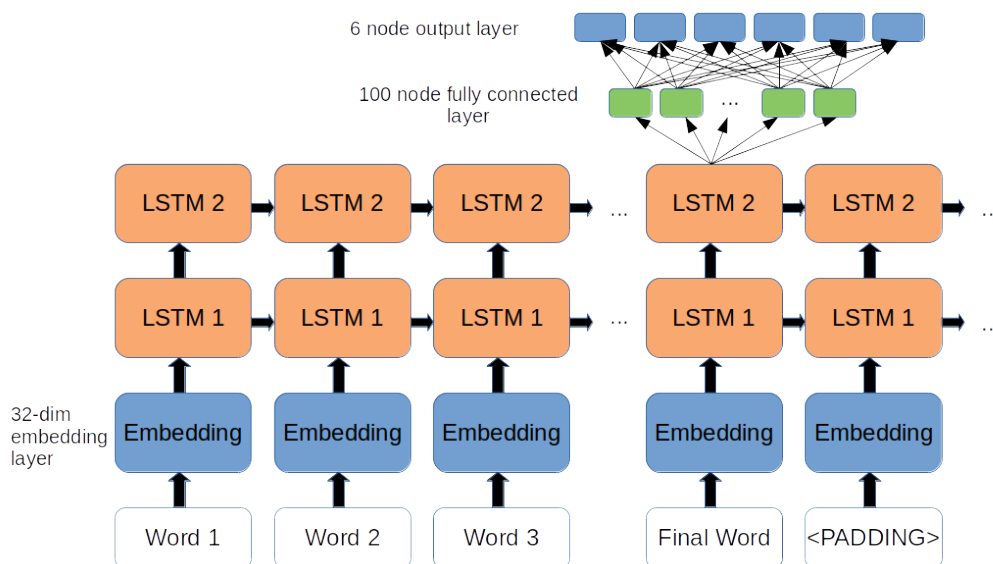 6 node output layer
100 node fully connected
layer
...
LSTM 2 LSTM 2 LSTM 2 ... LSTM 2 LSTM 2 ..
LSTM 1 LSTM 1 LSTM 1 ... LSTM 1 LSTM 1 ..
32-dim
embedding
layer
Embedding Embedding Embedding Embedding Embedding
Word 1 Word 2 Word 3 Final Word <PADDING>